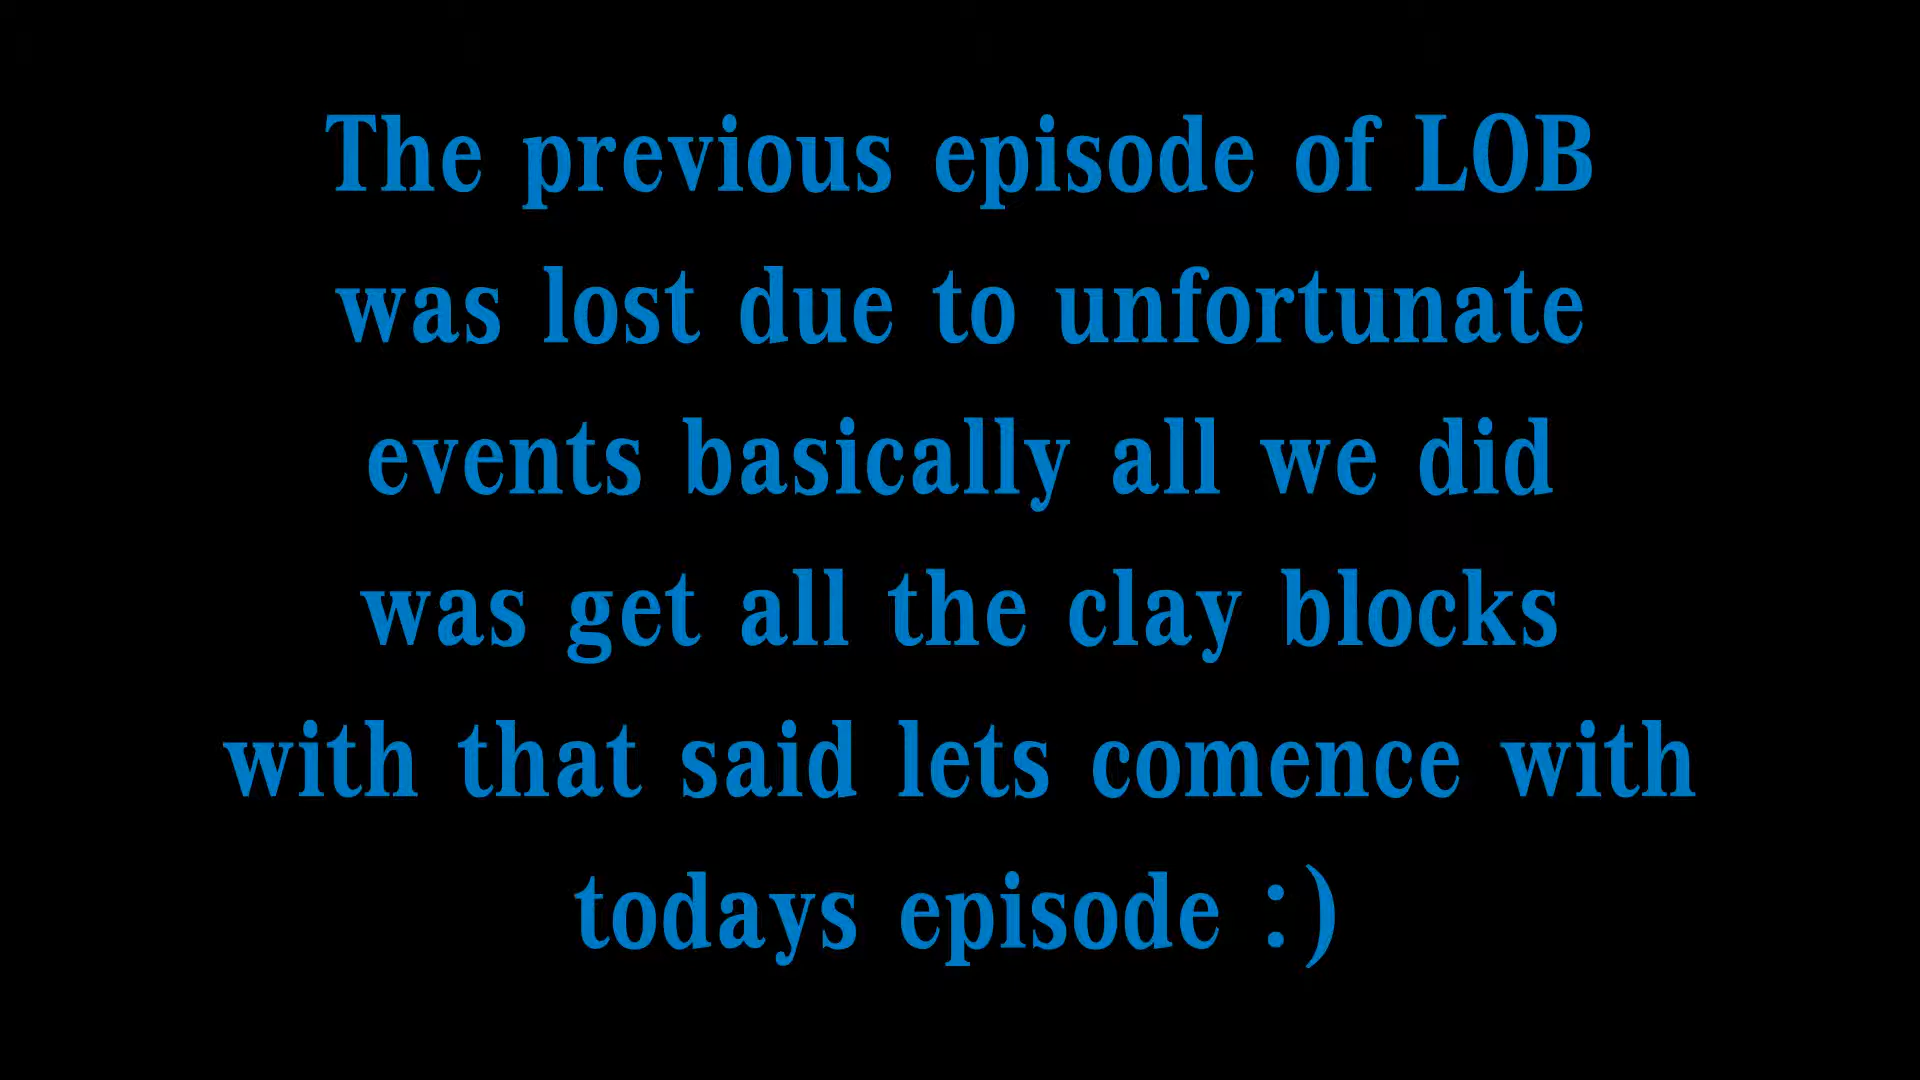 The previous episode of LOB
was lost due to unfortunate
events basically all we did
was get all the clay blocks
with that said lets comence with
todays episode :)